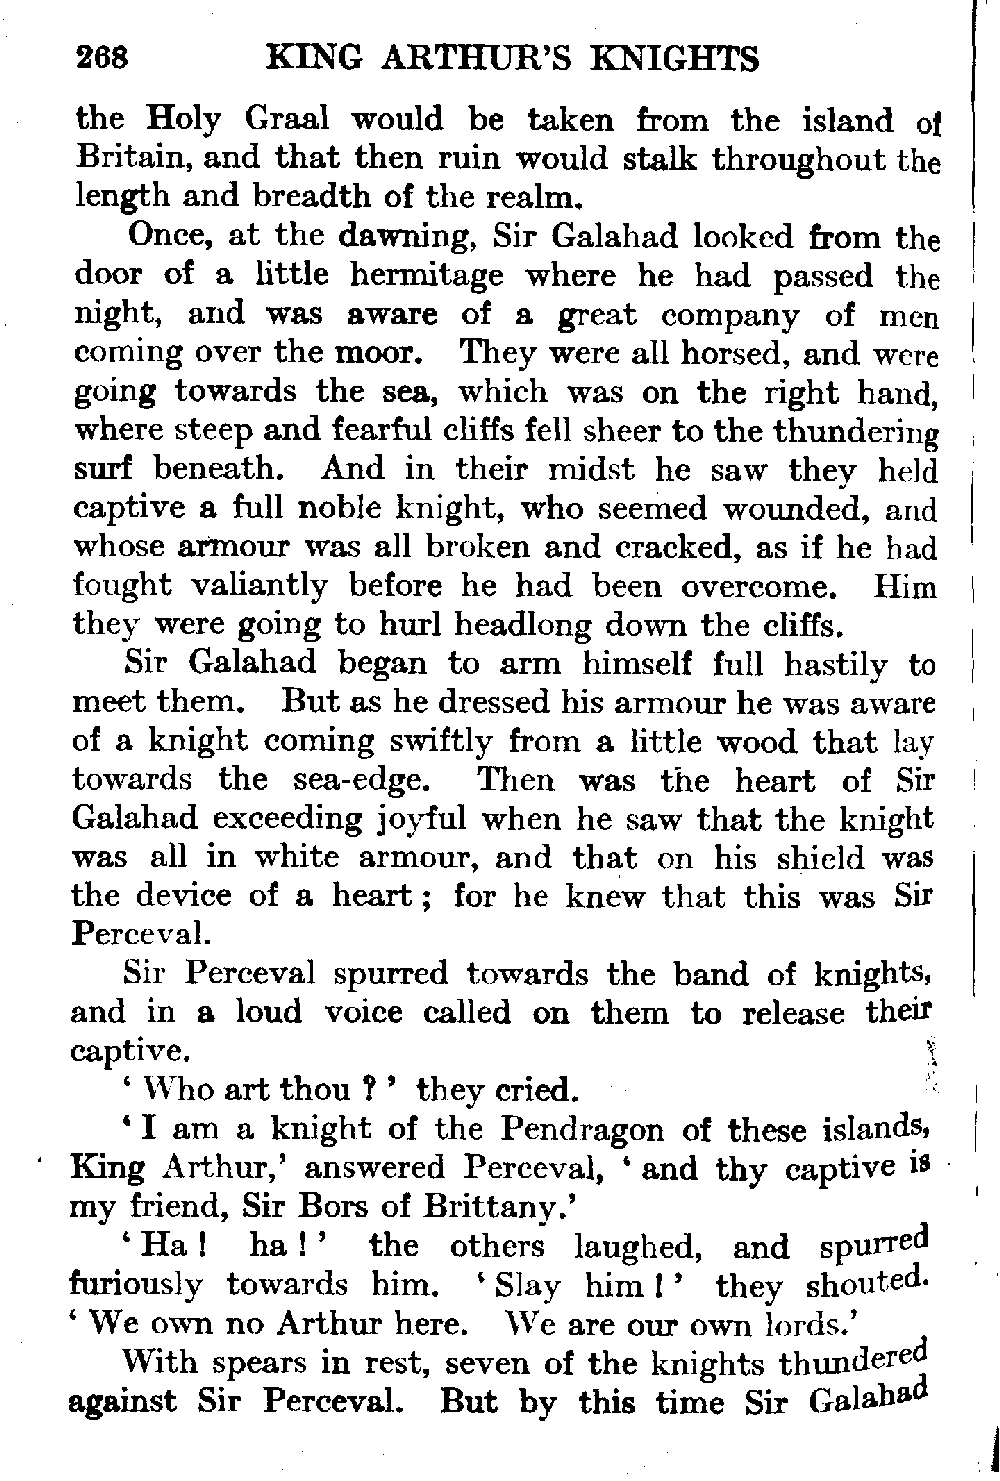 268 KING ARTHUR'S KNIGHTS
the Holy Graal would be taken from the island of
Britain, and that then ruin would stalk throughout the
length and breadth of the realm.
Once, at the dawning, Sir Galahad looked from the
door of a little hermitage where he had passed the
night, and was aware of a great company of men
coming over the moor. They were all horsed, and were
going towards the sea, which was on the right hand,
where steep and fearful cliffs fell sheer to the thundering
surf beneath. And in their midst he saw they held
captive a full noble knight, who seemed wounded, and
whose armour was all broken and cracked, as if he had
fought valiantly before he had been overcome. Him
they were going to hurl headlong down the cliffs.
Sir Galahad began to arm himself full hastily to
meet them. But as he dressed his armour he was aware
of a knight coming swiftly from a little wood that lay
towards the sea-edge. Then was the heart of Sir
Galahad exceeding joyful when he saw that the knight
was all in white armour, and that on his shield was
the device of a heart ; for he knew that this was Sir
Perceval.
Sir Perceval spurred towards the band of knights,
and in a loud voice called on them to release their
captive.
‘ Who art thou ? ’ they cried.
‘ I am a knight of the Pendragon of these islands,
King Arthur,’ answered Perceval, ‘ and thy captive is
my friend, Sir Bors of Brittany.’
‘ Ha ! ha ! ’ the others laughed, and spurred
furiously towards him. ‘ Slay him ! ’ they shouted.
‘ We own no Arthur here. We are our own lords.’
With spears in rest, seven of the knights thundered
against Sir Perceval. But by this time Sir Galahad